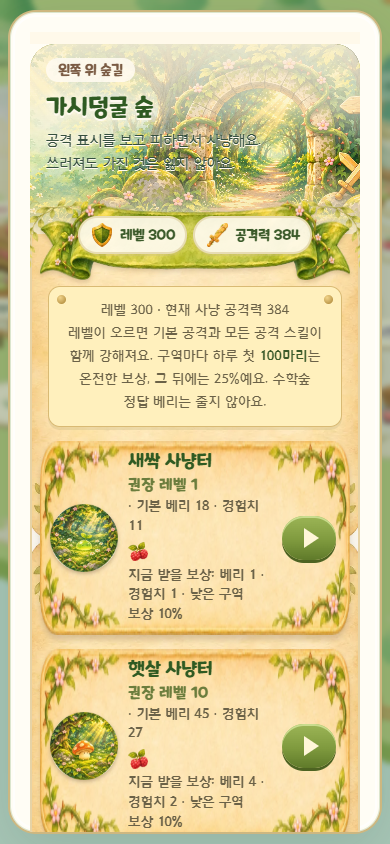 왼쪽 위 숲길
가시덩굴 숲
공격 표시를 보고 피하면서 사냥해요.
쓰러져도 가진 것은 잃지 않아요.
레벨 300
공격력 384
레벨 300 · 현재 사냥 공격력 384
레벨이 오르면 기본 공격과 모든 공격 스킬이
함께 강해져요. 구역마다 하루 첫 100마리는
온전한 보상, 그 뒤에는 25%예요. 수학숲
정답 베리는 줄지 않아요.
새싹 사냥터
권장 레벨 1
· 기본 베리 18 · 경험치
11
지금 받을 보상: 베리 1 ·
경험치 1 · 낮은 구역
보상 10%
햇살 사냥터
권장 레벨 10
· 기본 베리 45 · 경험치
27
지금 받을 보상: 베리 4 ·
경험치 2 · 낮은 구역
보상 10%